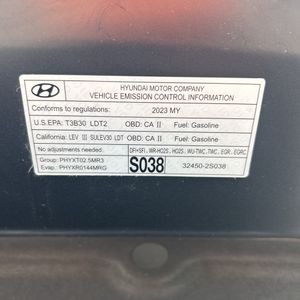 HYUNDAI MOTOR COMPANY
VEHICLE EMISSION CONTROL INFORMATION
Conforms to regulations: 2023 MY
U.S.EPA: T3B30 LDT2 OBD: CA II Fuel: Gasoline
California: LEV III SULEV30 LDT OBD: CA II Fuel: Gasoline
No adjustments needed. DFI+SFI, WR-HO2S, HO2S, WU-TWC, TWC, EGR, EGRC
Group: PHYXT02.5MR3 S038 32450-2S038
Evap: PHYXR0144MRG